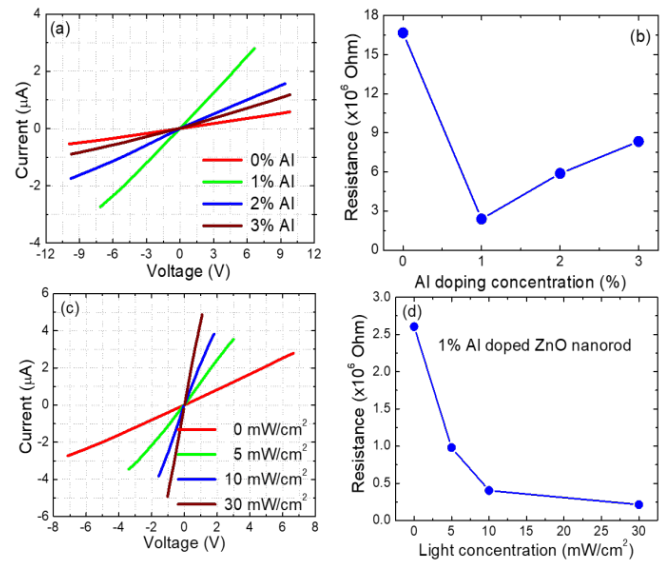 (a)
Current (μA)
4
2
0
-2
-4
-12 -9 -6 -3 0 3 6 9 12
Voltage (V)
0% Al
1% Al
2% Al
3% Al
(b)
Resistance (x10⁶ Ohm)
18
15
12
9
6
3
0
0 1 2 3
Al doping concentration (%)
(c)
Current (μA)
6
4
2
0
-2
-4
-6
-8 -6 -4 -2 0 2 4 6 8
Voltage (V)
0 mW/cm²
5 mW/cm²
10 mW/cm²
30 mW/cm²
(d)
1% Al doped ZnO nanorod
Resistance (x10⁶ Ohm)
3.0
2.5
2.0
1.5
1.0
0.5
0.0
0 5 10 15 20 25 30
Light concentration (mW/cm²)